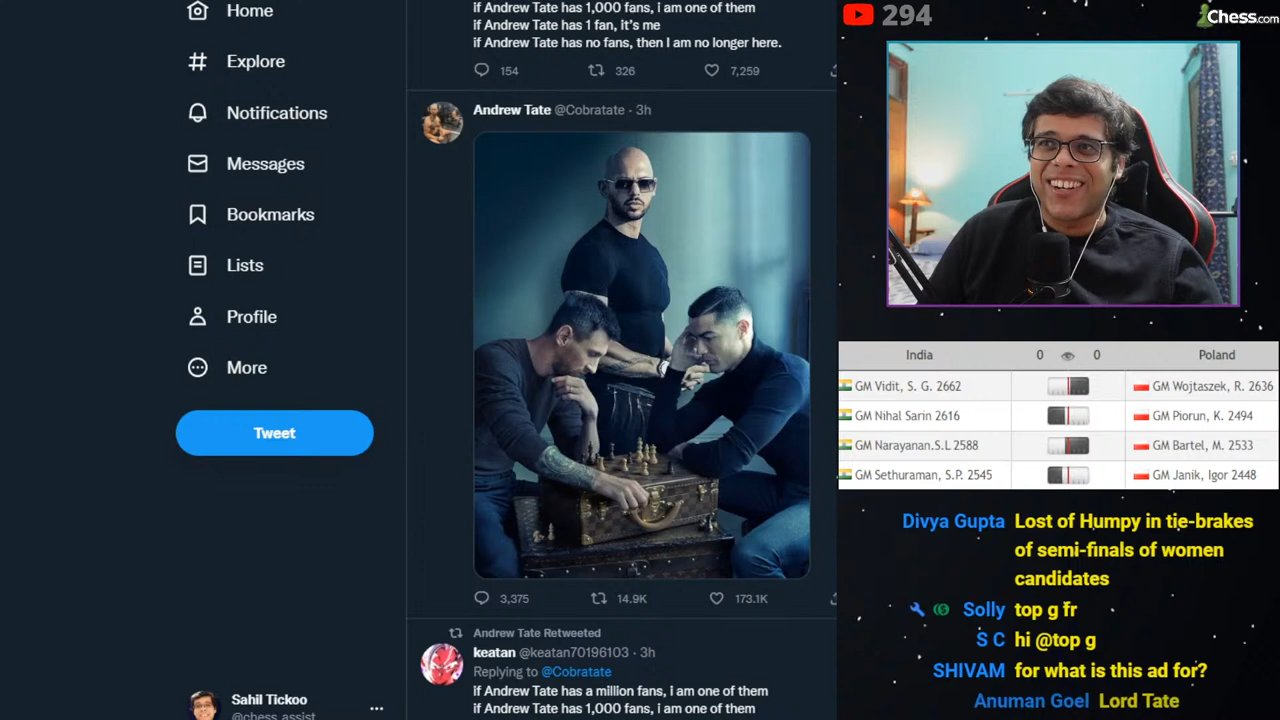 Home
Explore
Notifications
Messages
Bookmarks
Lists
Profile
More
Tweet
Sahil Tickoo
@chess_assist
if Andrew Tate has 1,000 fans, i am one of them
if Andrew Tate has 1 fan, it's me
if Andrew Tate has no fans, then I am no longer here.
154 326 7,259
Andrew Tate @Cobratate · 3h
3,375 14.9K 173.1K
Andrew Tate Retweeted
keatan @keatan70196103 · 3h
Replying to @Cobratate
if Andrew Tate has a million fans, i am one of them
if Andrew Tate has 1,000 fans, i am one of them
294
Chess.com
India 0 0 Poland
GM Vidit, S. G. 2662 GM Wojtaszek, R. 2636
GM Nihal Sarin 2616 GM Piorun, K. 2494
GM Narayanan.S.L 2588 GM Bartel, M. 2533
GM Sethuraman, S.P. 2545 GM Janik, Igor 2448
Divya Gupta Lost of Humpy in tie-brakes
of semi-finals of women
candidates
Solly top g fr
S C hi @top g
SHIVAM for what is this ad for?
Anuman Goel Lord Tate